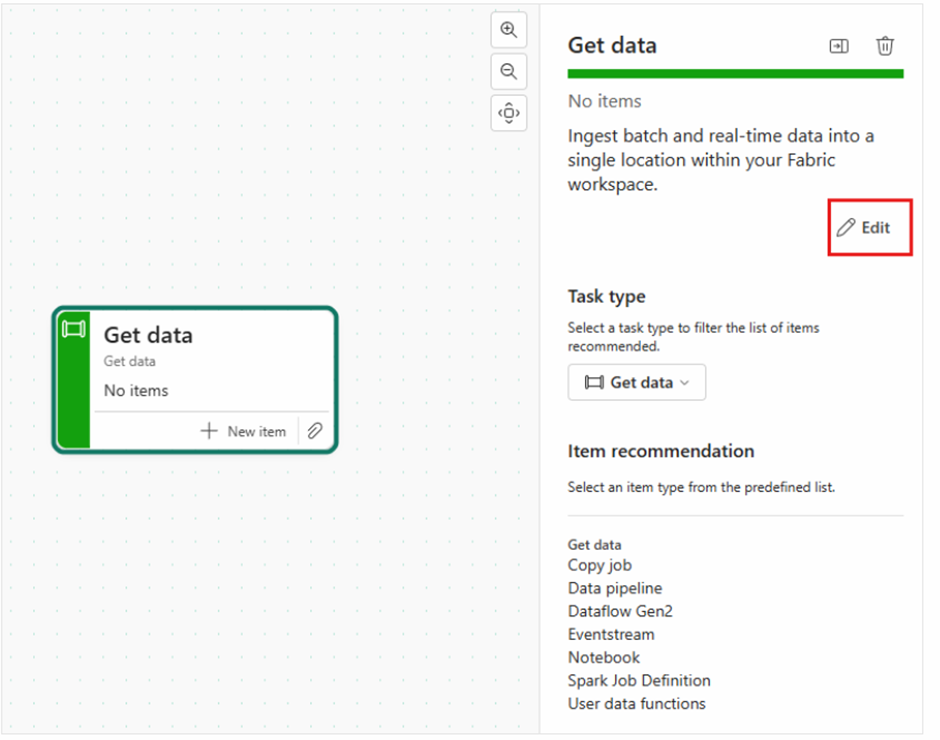 Get data
Get data
No items
New item
Get data
No items
Ingest batch and real-time data into a
single location within your Fabric
workspace.
Edit
Task type
Select a task type to filter the list of items
recommended.
Get data
Item recommendation
Select an item type from the predefined list.
Get data
Copy job
Data pipeline
Dataflow Gen2
Eventstream
Notebook
Spark Job Definition
User data functions